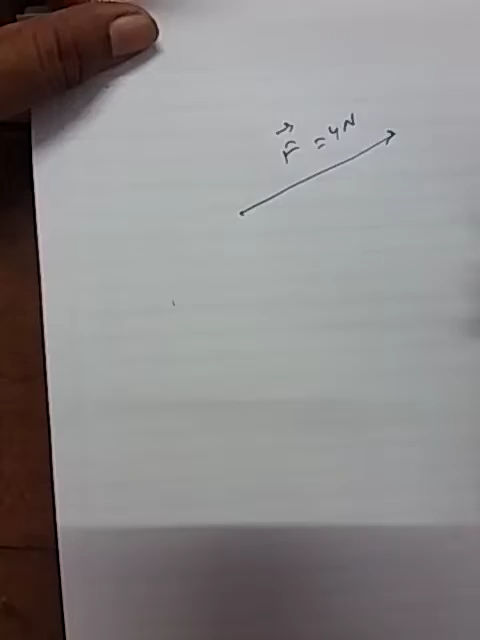 F⃗ = 4N